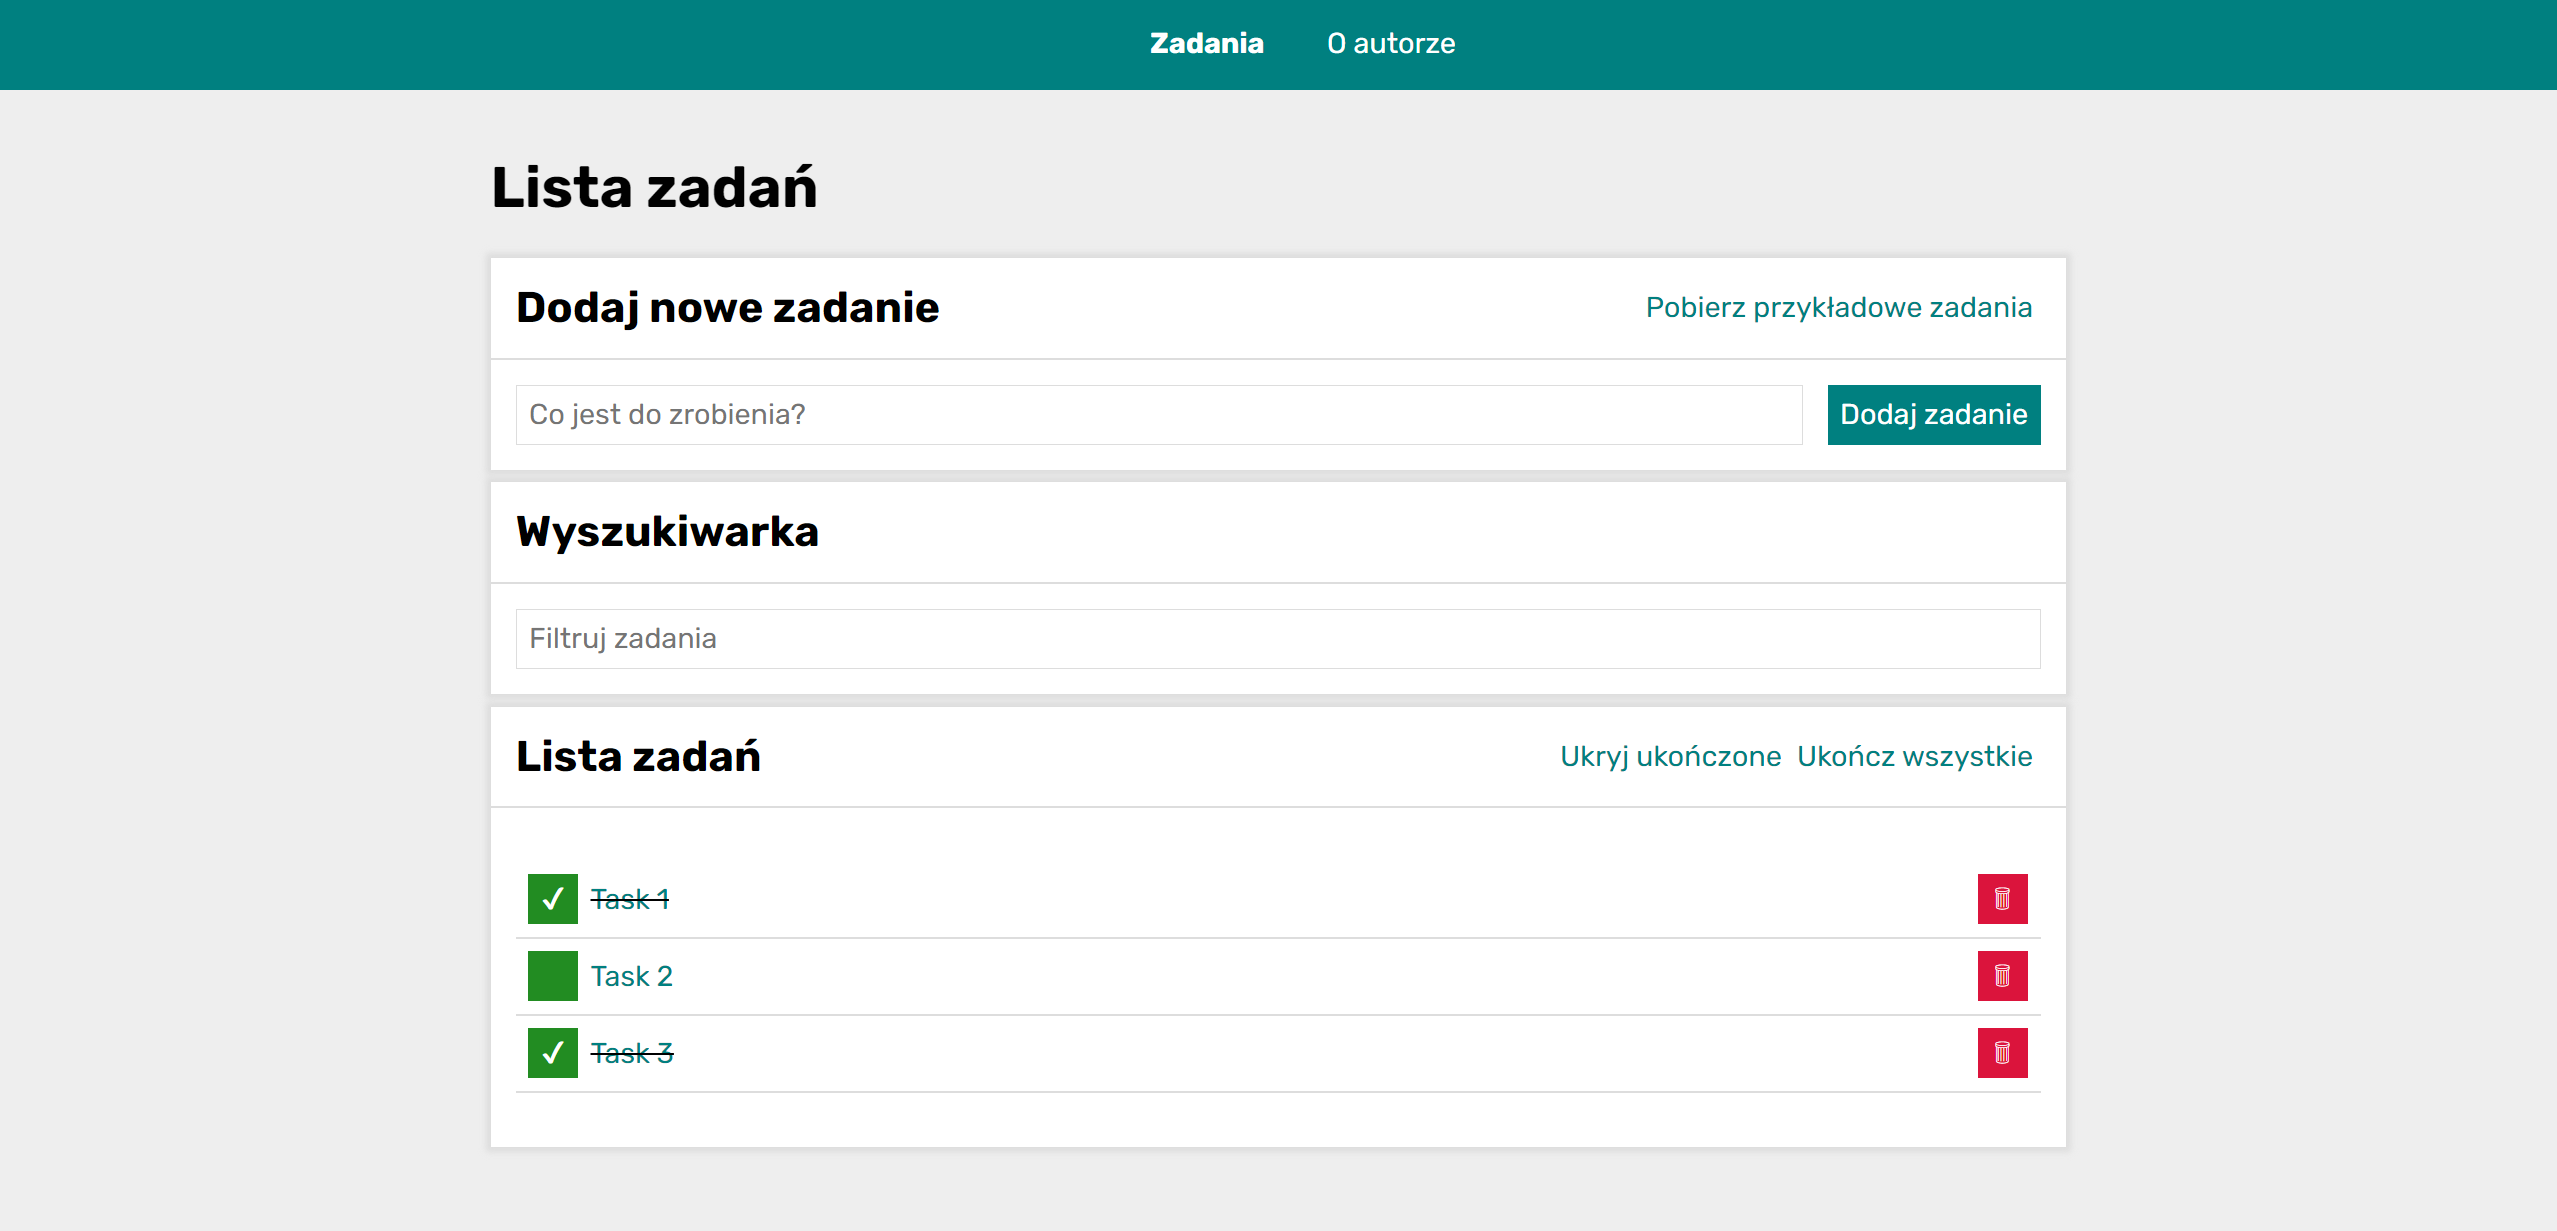 Zadania O autorze
Lista zadań
Dodaj nowe zadanie Pobierz przykładowe zadania
Co jest do zrobienia? Dodaj zadanie
Wyszukiwarka
Filtruj zadania
Lista zadań Ukryj ukończone Ukończ wszystkie
✔ Task 1 🗑
Task 2 🗑
✔ Task 3 🗑